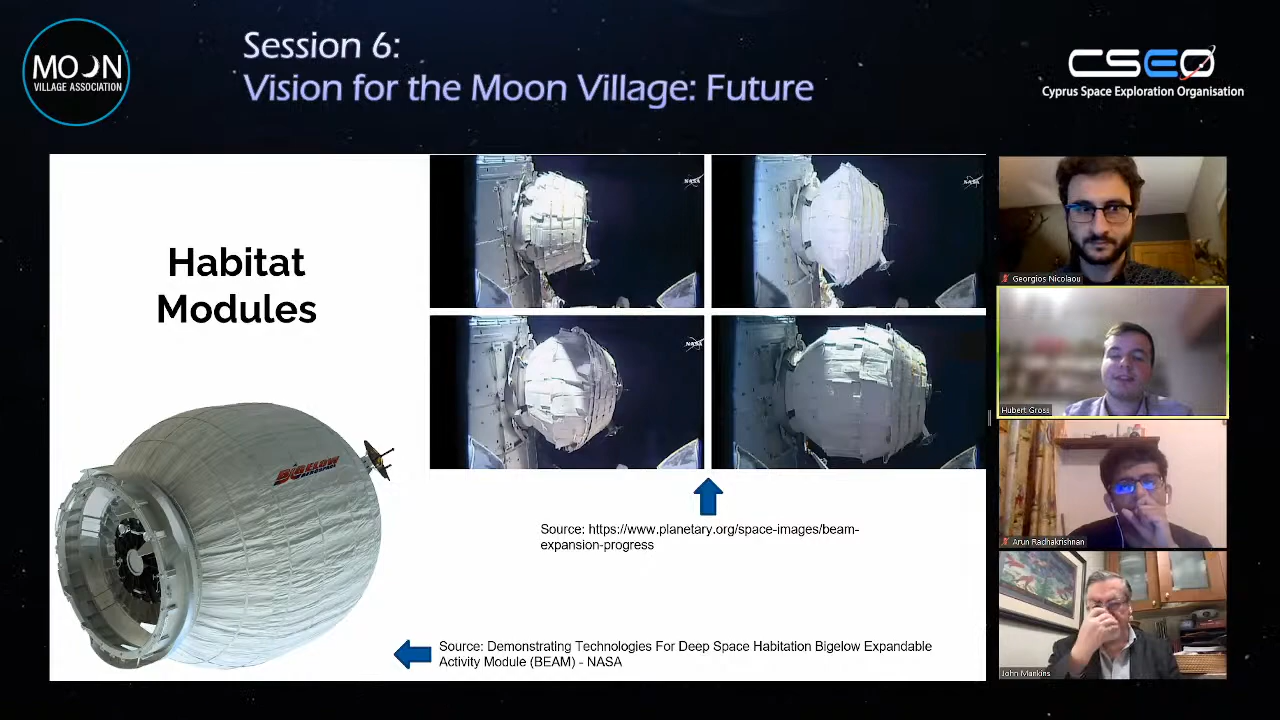 MOON
VILLAGE ASSOCIATION
Session 6:
Vision for the Moon Village: Future
CSEO
Cyprus Space Exploration Organisation
Habitat
Modules
NASA
NASA
NASA
BIGELOW
AEROSPACE
Source: https://www.planetary.org/space-images/beam-
expansion-progress
Source: Demonstrating Technologies For Deep Space Habitation Bigelow Expandable
Activity Module (BEAM) - NASA
Georgios Nicolaou
Hubert Gross
Arun Radhakrishnan
John Mankins